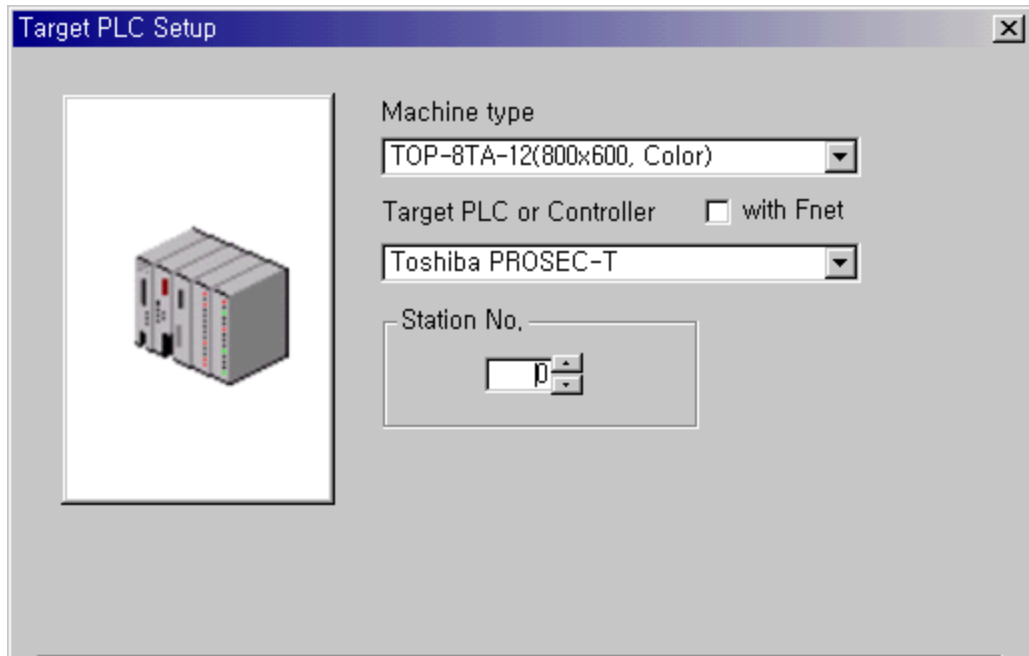 Target PLC Setup
Machine type
TOP-8TA-12(800x600, Color)
Target PLC or Controller with Fnet
Toshiba PROSEC-T
Station No.
0